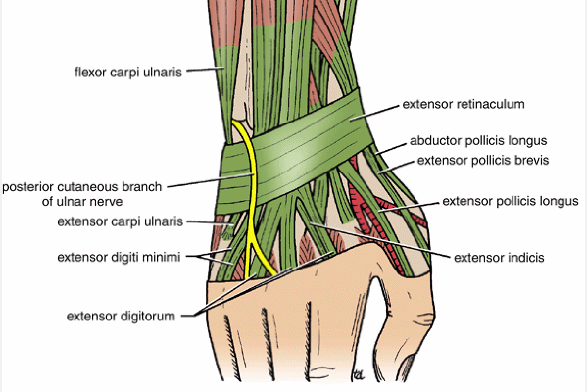 flexor carpi ulnaris
extensor retinaculum
abductor pollicis longus
extensor pollicis brevis
posterior cutaneous branch
of ulnar nerve
extensor pollicis longus
extensor carpi ulnaris
extensor digiti minimi
extensor indicis
extensor digitorum